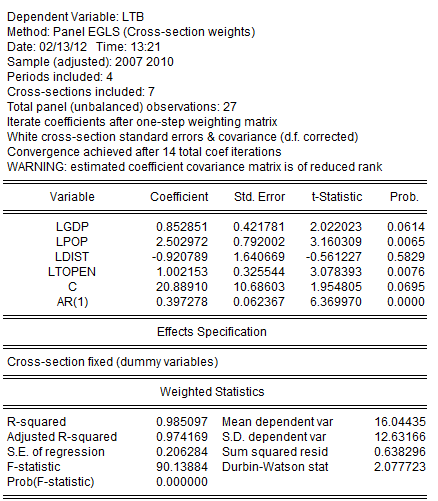 Dependent Variable: LTB
Method: Panel EGLS (Cross-section weights)
Date: 02/13/12 Time: 13:21
Sample (adjusted): 2007 2010
Periods included: 4
Cross-sections included: 7
Total panel (unbalanced) observations: 27
Iterate coefficients after one-step weighting matrix
White cross-section standard errors & covariance (d.f. corrected)
Convergence achieved after 14 total coef iterations
WARNING: estimated coefficient covariance matrix is of reduced rank
Variable Coefficient Std. Error t-Statistic Prob.
LGDP 0.852851 0.421781 2.022023 0.0614
LPOP 2.502972 0.792002 3.160309 0.0065
LDIST -0.920789 1.640669 -0.561227 0.5829
LTOPEN 1.002153 0.325544 3.078393 0.0076
C 20.88910 10.68603 1.954805 0.0695
AR(1) 0.397278 0.062367 6.369970 0.0000
Effects Specification
Cross-section fixed (dummy variables)
Weighted Statistics
R-squared 0.985097 Mean dependent var 16.04435
Adjusted R-squared 0.974169 S.D. dependent var 12.63166
S.E. of regression 0.206284 Sum squared resid 0.638296
F-statistic 90.13884 Durbin-Watson stat 2.077723
Prob(F-statistic) 0.000000